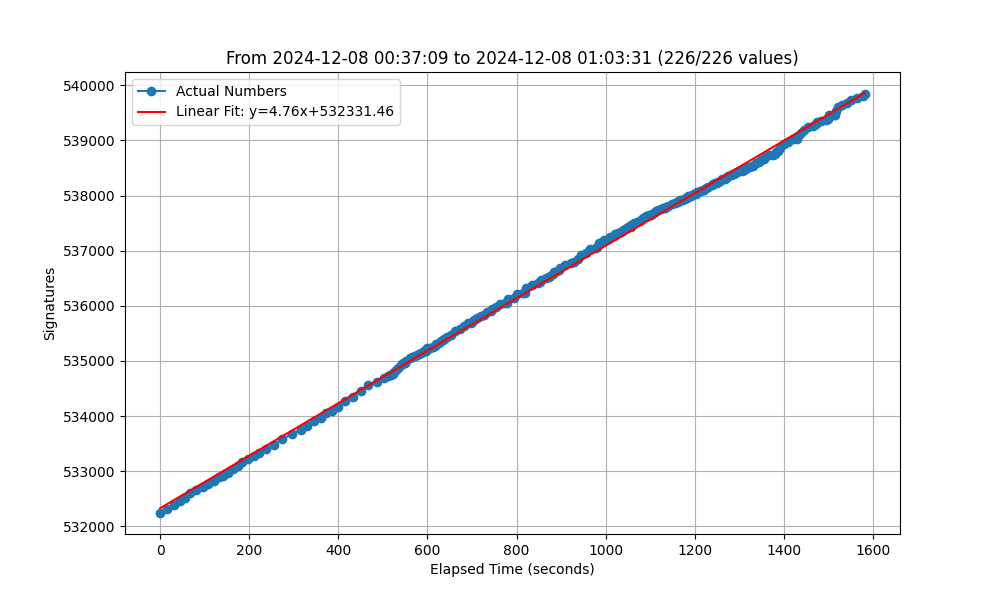 From 2024-12-08 00:37:09 to 2024-12-08 01:03:31 (226/226 values)
Actual Numbers
Linear Fit: y=4.76x+532331.46
540000
539000
538000
537000
536000
535000
534000
533000
532000
Signatures
0 200 400 600 800 1000 1200 1400 1600
Elapsed Time (seconds)